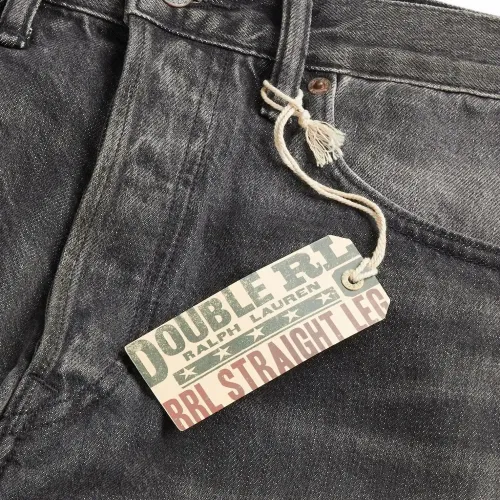 DOUBLE RL
RALPH LAUREN
RRL STRAIGHT LEG